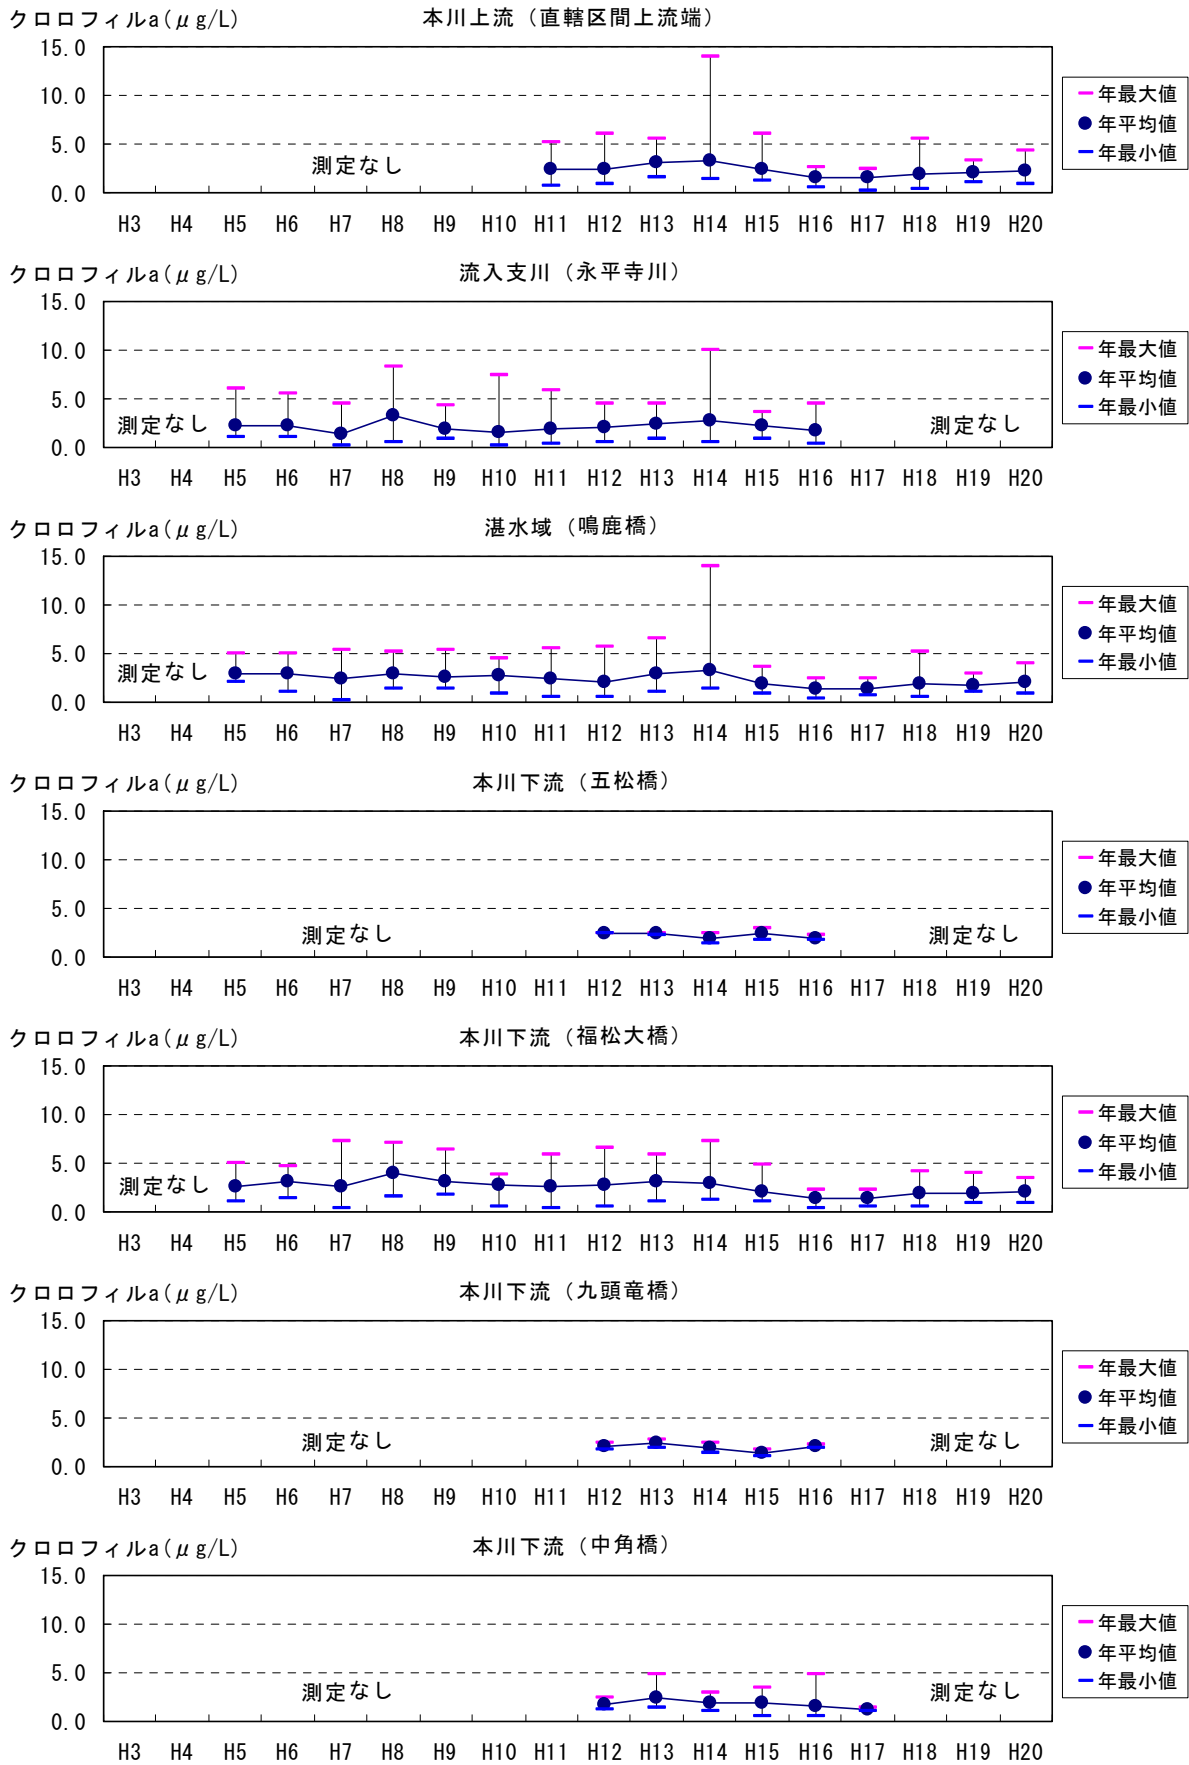 クロロフィルa(μg/L) 本川上流（直轄区間上流端）
15.0
10.0
5.0
0.0
測定なし
年最大値
年平均値
年最小値
H3 H4 H5 H6 H7 H8 H9 H10 H11 H12 H13 H14 H15 H16 H17 H18 H19 H20
クロロフィルa(μg/L) 流入支川（永平寺川）
15.0
10.0
5.0
0.0
測定なし 測定なし
年最大値
年平均値
年最小値
H3 H4 H5 H6 H7 H8 H9 H10 H11 H12 H13 H14 H15 H16 H17 H18 H19 H20
クロロフィルa(μg/L) 湛水域（鳴鹿橋）
15.0
10.0
5.0
0.0
測定なし
年最大値
年平均値
年最小値
H3 H4 H5 H6 H7 H8 H9 H10 H11 H12 H13 H14 H15 H16 H17 H18 H19 H20
クロロフィルa(μg/L) 本川下流（五松橋）
15.0
10.0
5.0
0.0
測定なし 測定なし
年最大値
年平均値
年最小値
H3 H4 H5 H6 H7 H8 H9 H10 H11 H12 H13 H14 H15 H16 H17 H18 H19 H20
クロロフィルa(μg/L) 本川下流（福松大橋）
15.0
10.0
5.0
0.0
測定なし
年最大値
年平均値
年最小値
H3 H4 H5 H6 H7 H8 H9 H10 H11 H12 H13 H14 H15 H16 H17 H18 H19 H20
クロロフィルa(μg/L) 本川下流（九頭竜橋）
15.0
10.0
5.0
0.0
測定なし 測定なし
年最大値
年平均値
年最小値
H3 H4 H5 H6 H7 H8 H9 H10 H11 H12 H13 H14 H15 H16 H17 H18 H19 H20
クロロフィルa(μg/L) 本川下流（中角橋）
15.0
10.0
5.0
0.0
測定なし 測定なし
年最大値
年平均値
年最小値
H3 H4 H5 H6 H7 H8 H9 H10 H11 H12 H13 H14 H15 H16 H17 H18 H19 H20